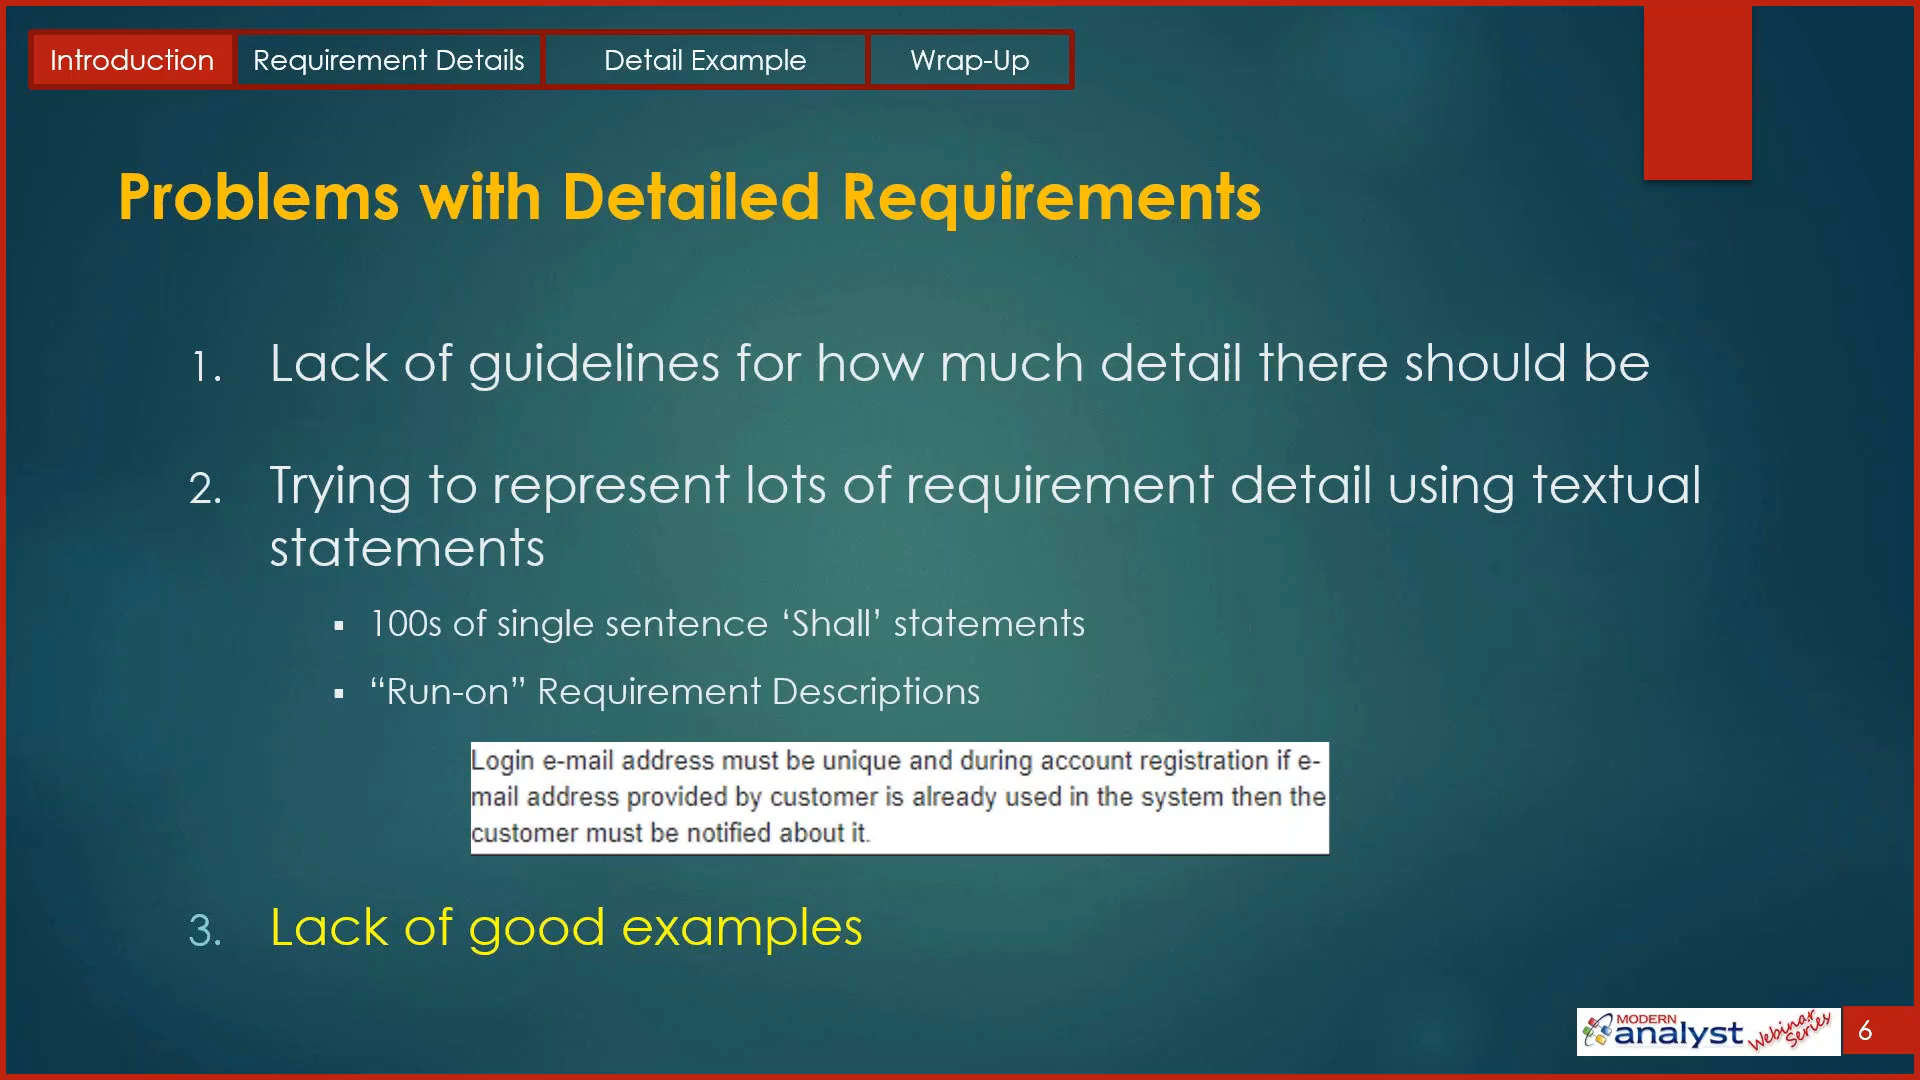 Introduction Requirement Details Detail Example Wrap-Up
Problems with Detailed Requirements
1. Lack of guidelines for how much detail there should be
2. Trying to represent lots of requirement detail using textual
statements
▪ 100s of single sentence ‘Shall’ statements
▪ “Run-on” Requirement Descriptions
Login e-mail address must be unique and during account registration if e-
mail address provided by customer is already used in the system then the
customer must be notified about it.
3. Lack of good examples
MODERN
analyst Webinar
Series
6